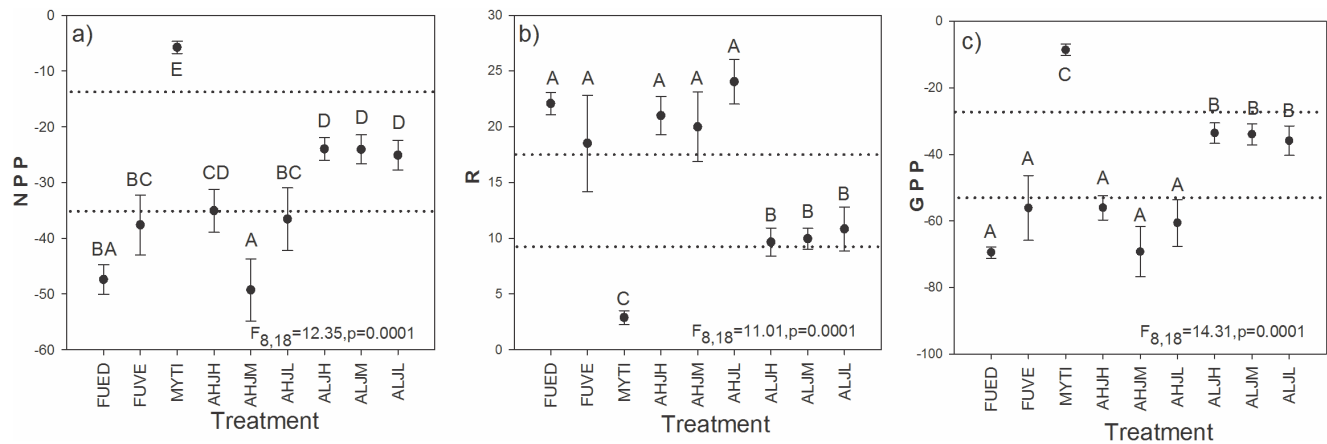 a)
N P P
0
-10
-20
-30
-40
-50
-60
BA
BC
E
CD
A
BC
D
D
D
F8,18=12.35,p=0.0001
FUED
FUVE
MYTI
AHJH
AHJM
AHJL
ALJH
ALJM
ALJL
Treatment
b)
R
30
25
20
15
10
5
0
A
A
C
A
A
A
B
B
B
F8,18=11.01,p=0.0001
FUED
FUVE
MYTI
AHJH
AHJM
AHJL
ALJH
ALJM
ALJL
Treatment
c)
G P P
0
-20
-40
-60
-80
-100
A
A
C
A
A
A
B
B
B
F8,18=14.31,p=0.0001
FUED
FUVE
MYTI
AHJH
AHJM
AHJL
ALJH
ALJM
ALJL
Treatment